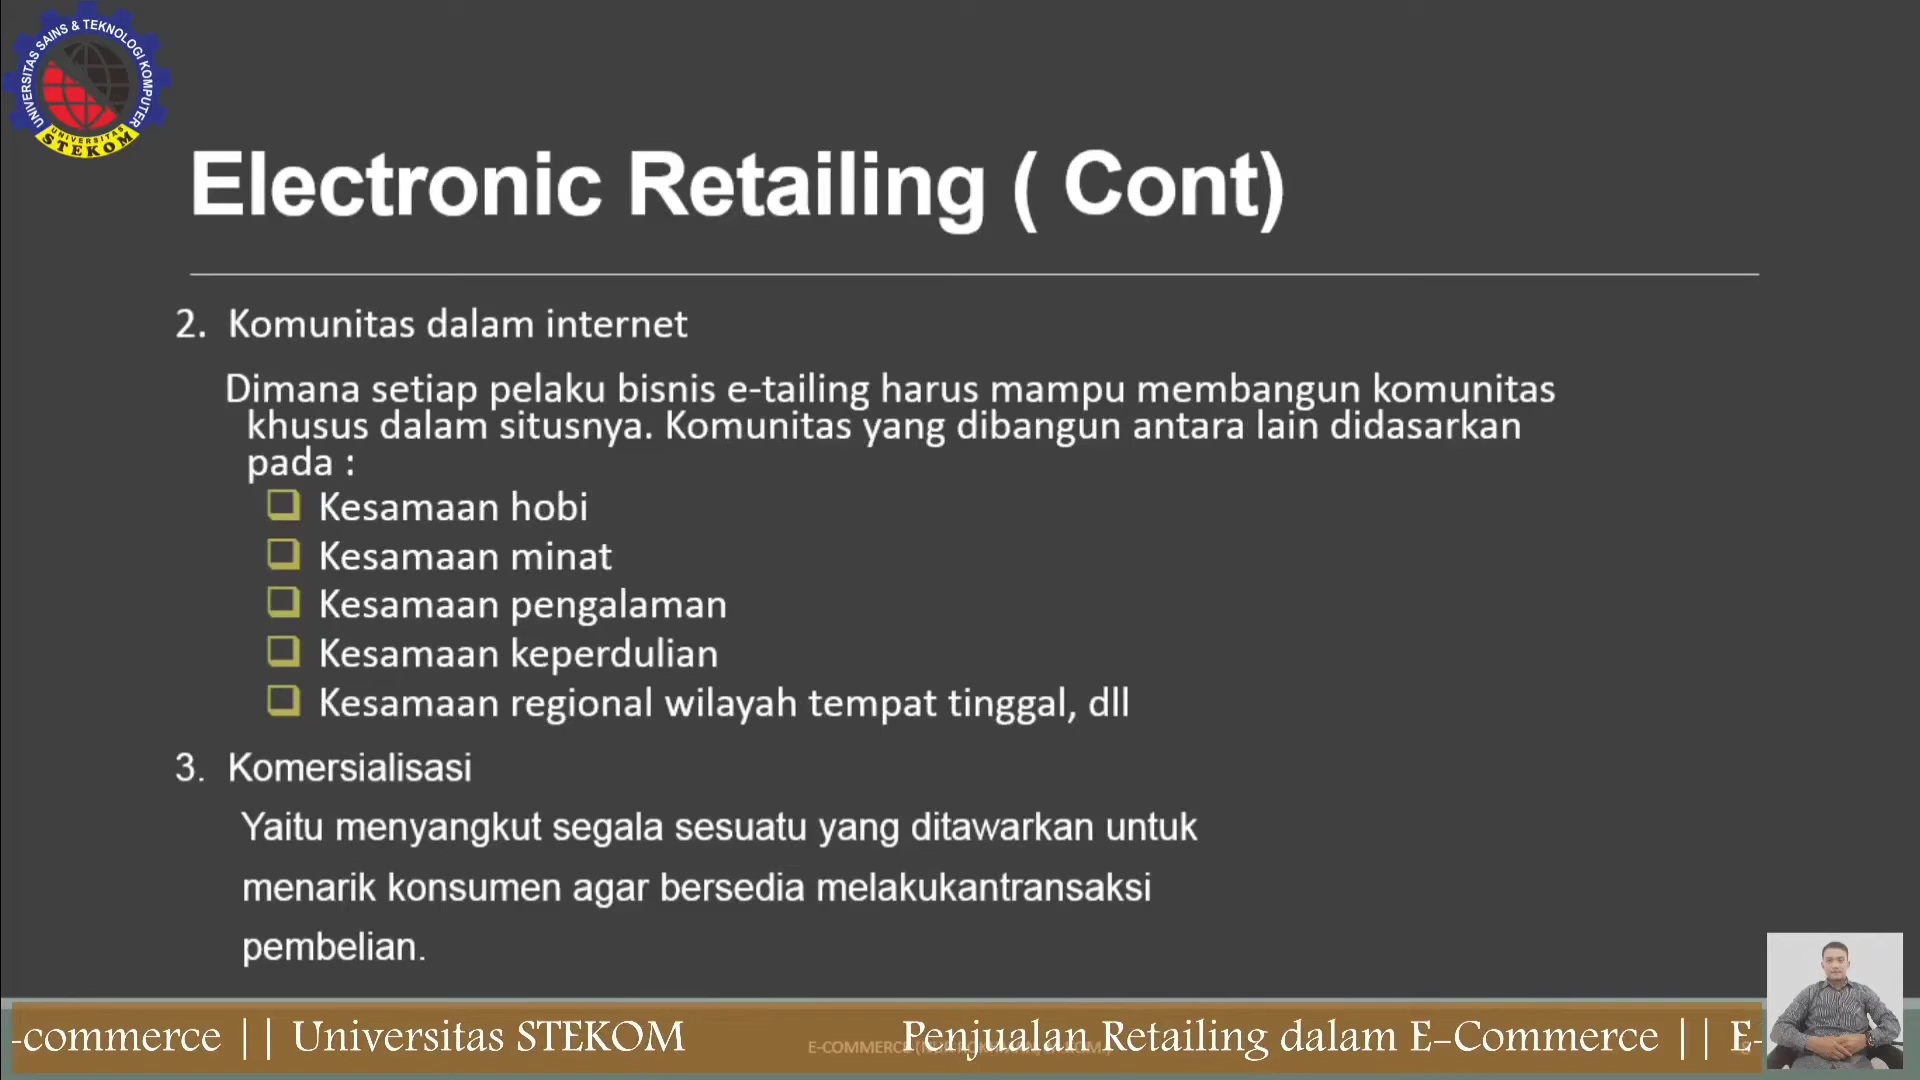 UNIVERSITAS SAINS & TEKNOLOGI KOMPUTER
UNIVERSITAS
STEKOM
Electronic Retailing ( Cont)
2. Komunitas dalam internet
Dimana setiap pelaku bisnis e-tailing harus mampu membangun komunitas
khusus dalam situsnya. Komunitas yang dibangun antara lain didasarkan
pada :
Kesamaan hobi
Kesamaan minat
Kesamaan pengalaman
Kesamaan keperdulian
Kesamaan regional wilayah tempat tinggal, dll
3. Komersialisasi
Yaitu menyangkut segala sesuatu yang ditawarkan untuk
menarik konsumen agar bersedia melakukantransaksi
pembelian.
-commerce || Universitas STEKOM Penjualan Retailing dalam E-Commerce || E-
E-COMMERCE